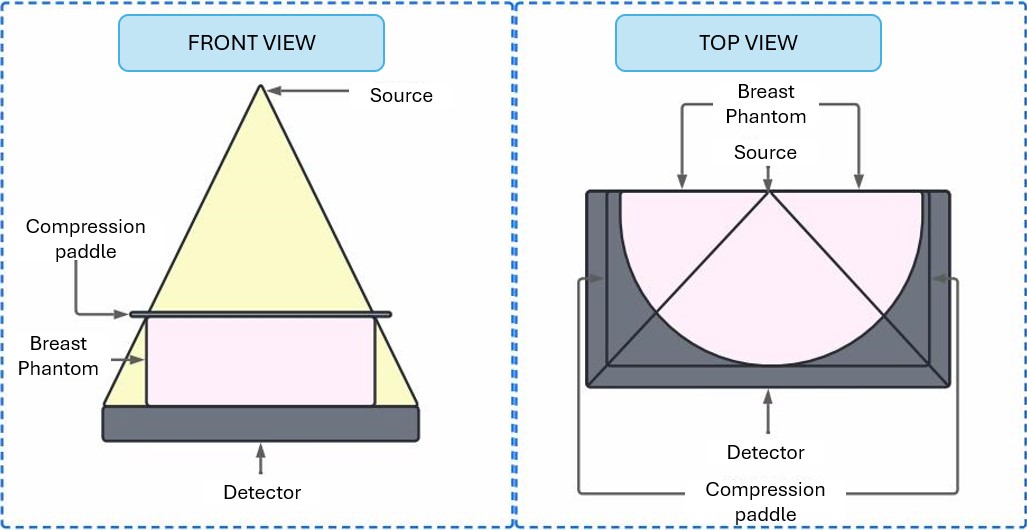 FRONT VIEW
Source
Compression
paddle
Breast
Phantom
Detector
TOP VIEW
Breast
Phantom
Source
Detector
Compression
paddle